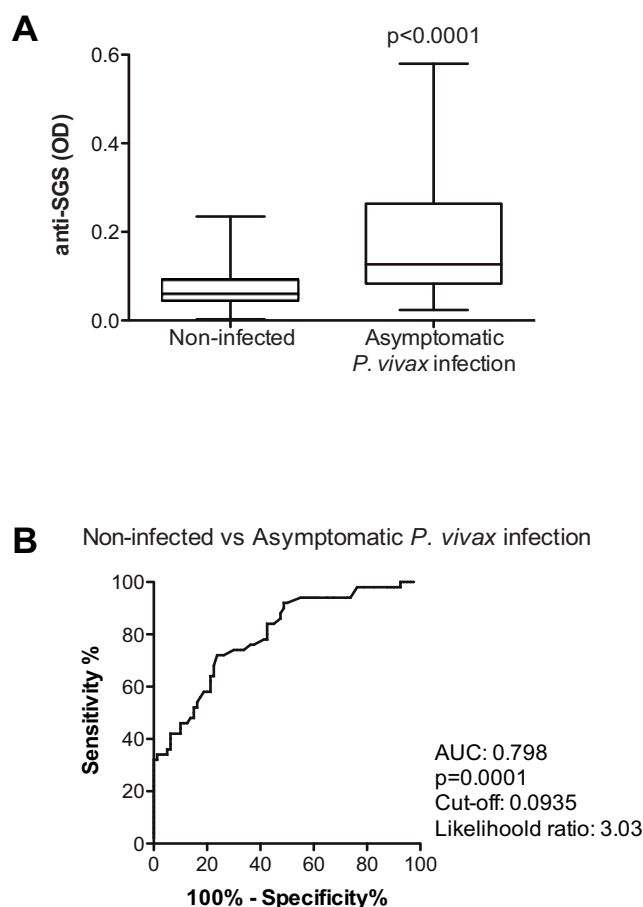 A
p<0.0001
anti-SGS (OD)
0.6
0.4
0.2
0.0
Non-infected
Asymptomatic
P. vivax infection
B
Non-infected vs Asymptomatic P. vivax infection
Sensitivity %
100
80
60
40
20
0
0 20 40 60 80 100
100% - Specificity%
AUC: 0.798
p=0.0001
Cut-off: 0.0935
Likelihoold ratio: 3.03